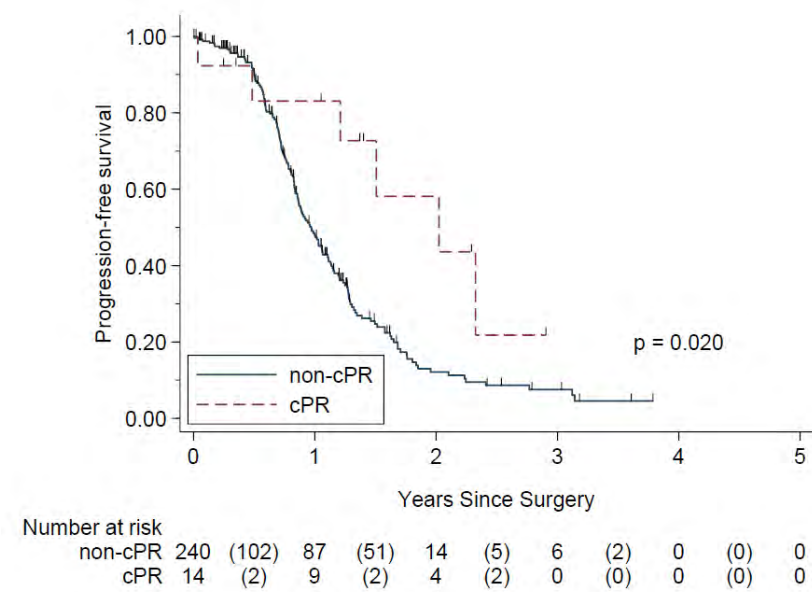 Progression-free survival
1.00
0.80
0.60
0.40
0.20
0.00
p = 0.020
non-cPR
cPR
0 1 2 3 4 5
Years Since Surgery
Number at risk
non-cPR 240 (102) 87 (51) 14 (5) 6 (2) 0 (0) 0
cPR 14 (2) 9 (2) 4 (2) 0 (0) 0 (0) 0